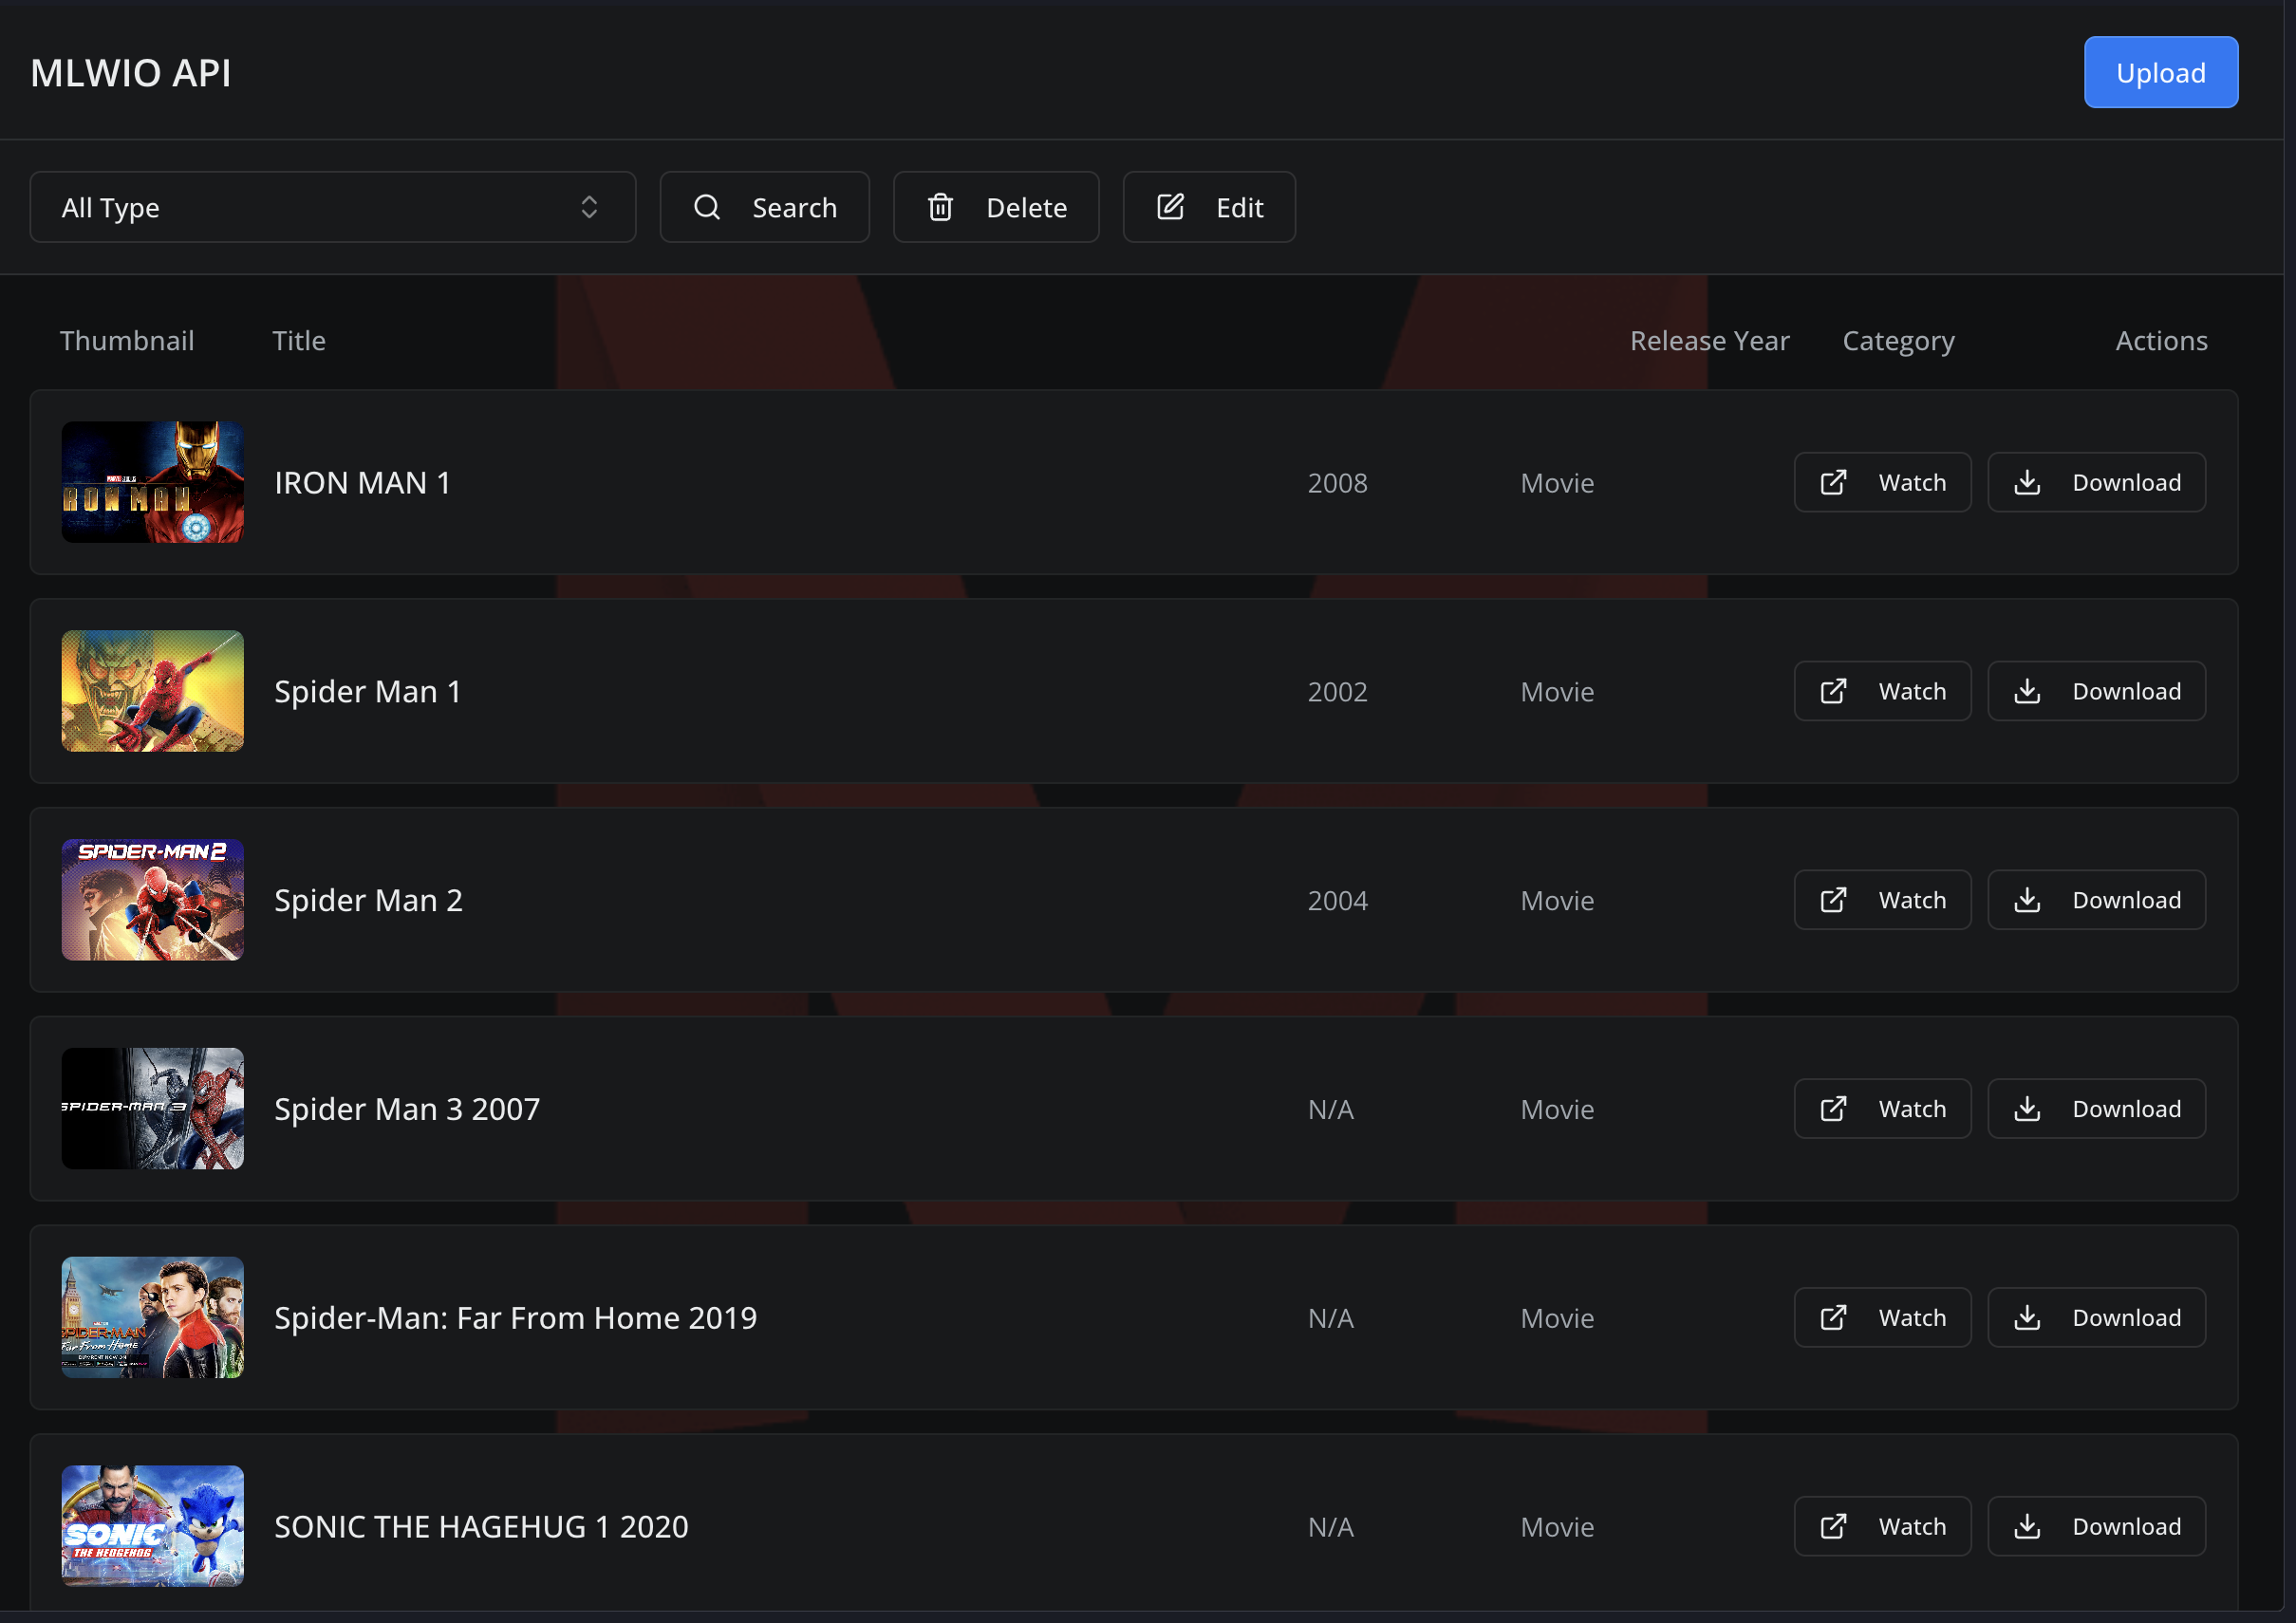 MLWIO API
Upload
All Type
Search
Delete
Edit
Thumbnail Title Release Year Category Actions
IRON MAN
IRON MAN 1 2008 Movie Watch Download
Spider Man 1 2002 Movie Watch Download
SPIDER-MAN 2
Spider Man 2 2004 Movie Watch Download
SPIDER-MAN 3
Spider Man 3 2007 N/A Movie Watch Download
SPIDER-MAN
Far From Home
Spider-Man: Far From Home 2019 N/A Movie Watch Download
SONIC
THE HEDGEHOG
SONIC THE HAGEHUG 1 2020 N/A Movie Watch Download